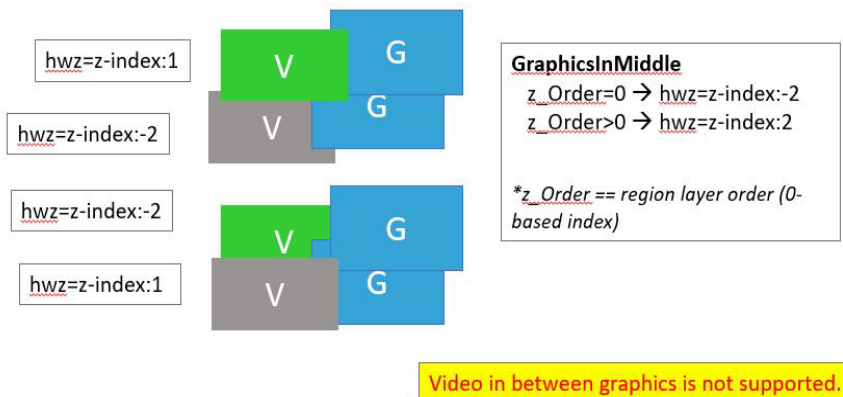 hwz=z-index:1
V
G
hwz=z-index:-2
V
G
hwz=z-index:-2
V
G
hwz=z-index:1
V
G
GraphicsInMiddle
z_Order=0 → hwz=z-index:-2
z_Order>0 → hwz=z-index:2
*z_Order == region layer order (0-
based index)
Video in between graphics is not supported.